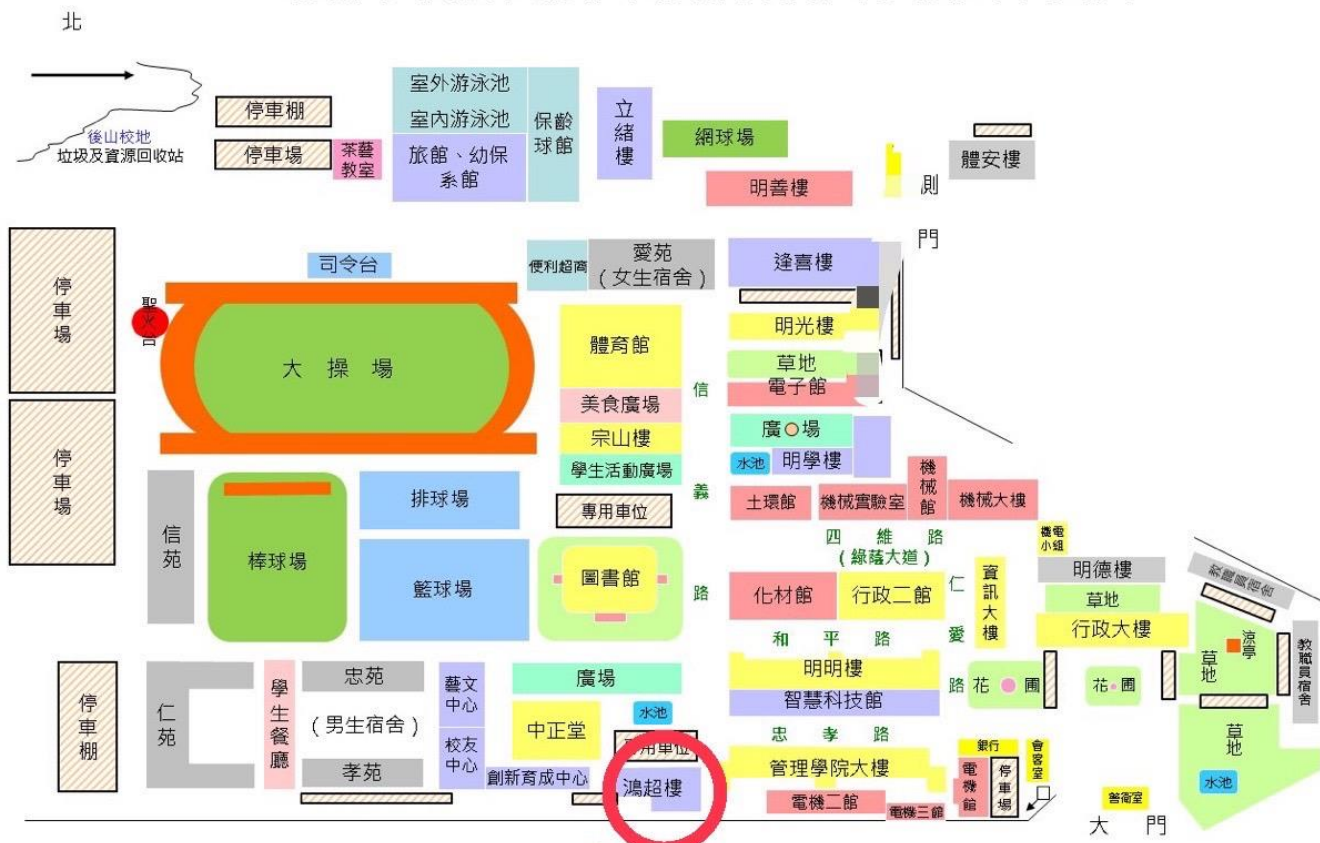 北
後山校地
垃圾及資源回收站
停車棚
停車場
茶藝
教室
室外游泳池
室內游泳池
旅館、幼保
系館
保齡
球館
立緒樓
網球場
明善樓
側門
體安樓
停車場
聖火台
司令台
大操場
便利超商
愛苑
(女生宿舍)
逢喜樓
明光樓
草地
電子館
體育館
美食廣場
宗山樓
學生活動廣場
專用車位
信義路
廣場
水池
明學樓
停車場
信苑
棒球場
排球場
籃球場
圖書館
土環館
機械實驗室
機械館
機械大樓
四維路
(綠蔭大道)
化材館
行政二館
仁愛路
資訊大樓
機電
小組
明德樓
草地
行政大樓
教職員宿舍
涼亭
草地
教職員宿舍
和平路
明明樓
智慧科技館
花圃
花圃
草地
水池
停車棚
仁苑
學生餐廳
忠苑
(男生宿舍)
孝苑
藝文
中心
校友
中心
廣場
中正堂
水池
專用車位
創新育成中心
鴻超樓
忠孝路
管理學院大樓
電機二館
電機三館
銀行
電機館
停車場
會客室
警衛室
大門